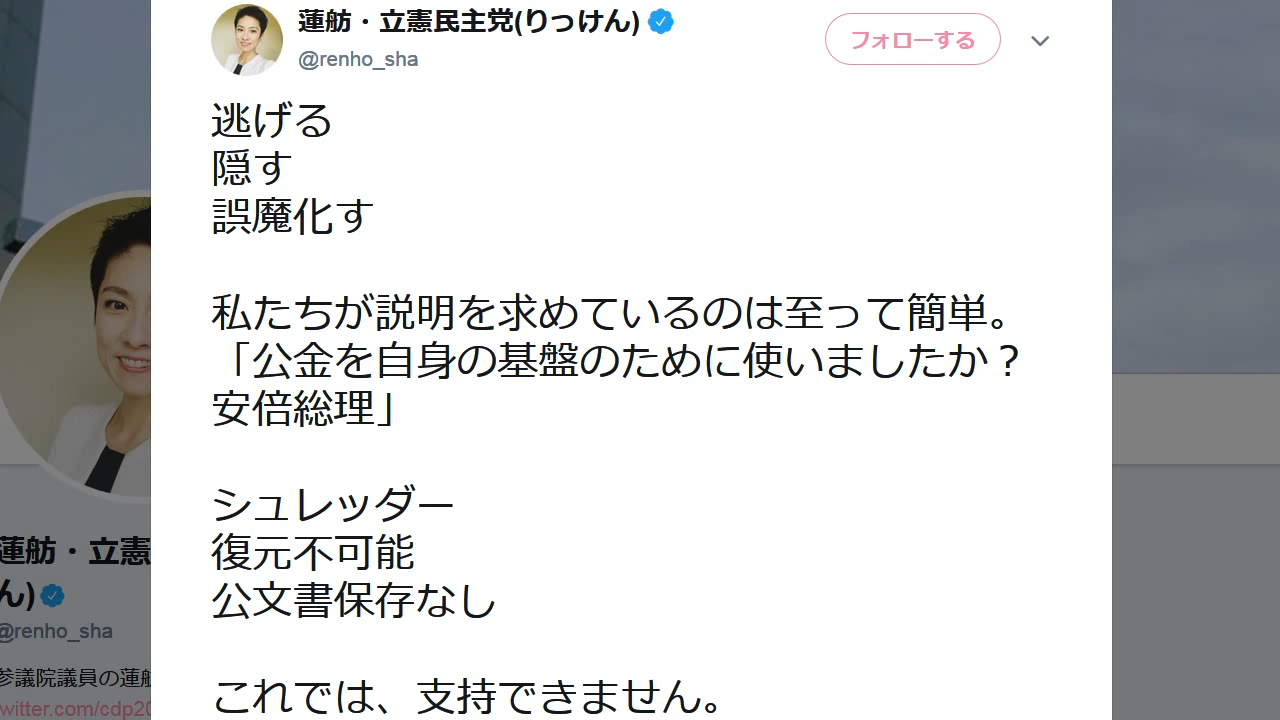 蓮舫・立憲民主党(りっけん)
@renho_sha
フォローする
逃げる
隠す
誤魔化す
私たちが説明を求めているのは至って簡単。
「公金を自身の基盤のために使いましたか？
安倍総理」
シュレッダー
復元不可能
公文書保存なし
これでは、支持できません。
蓮舫・立憲
ん)
@renho_sha
参議院議員の蓮舫
witter.com/cdp20